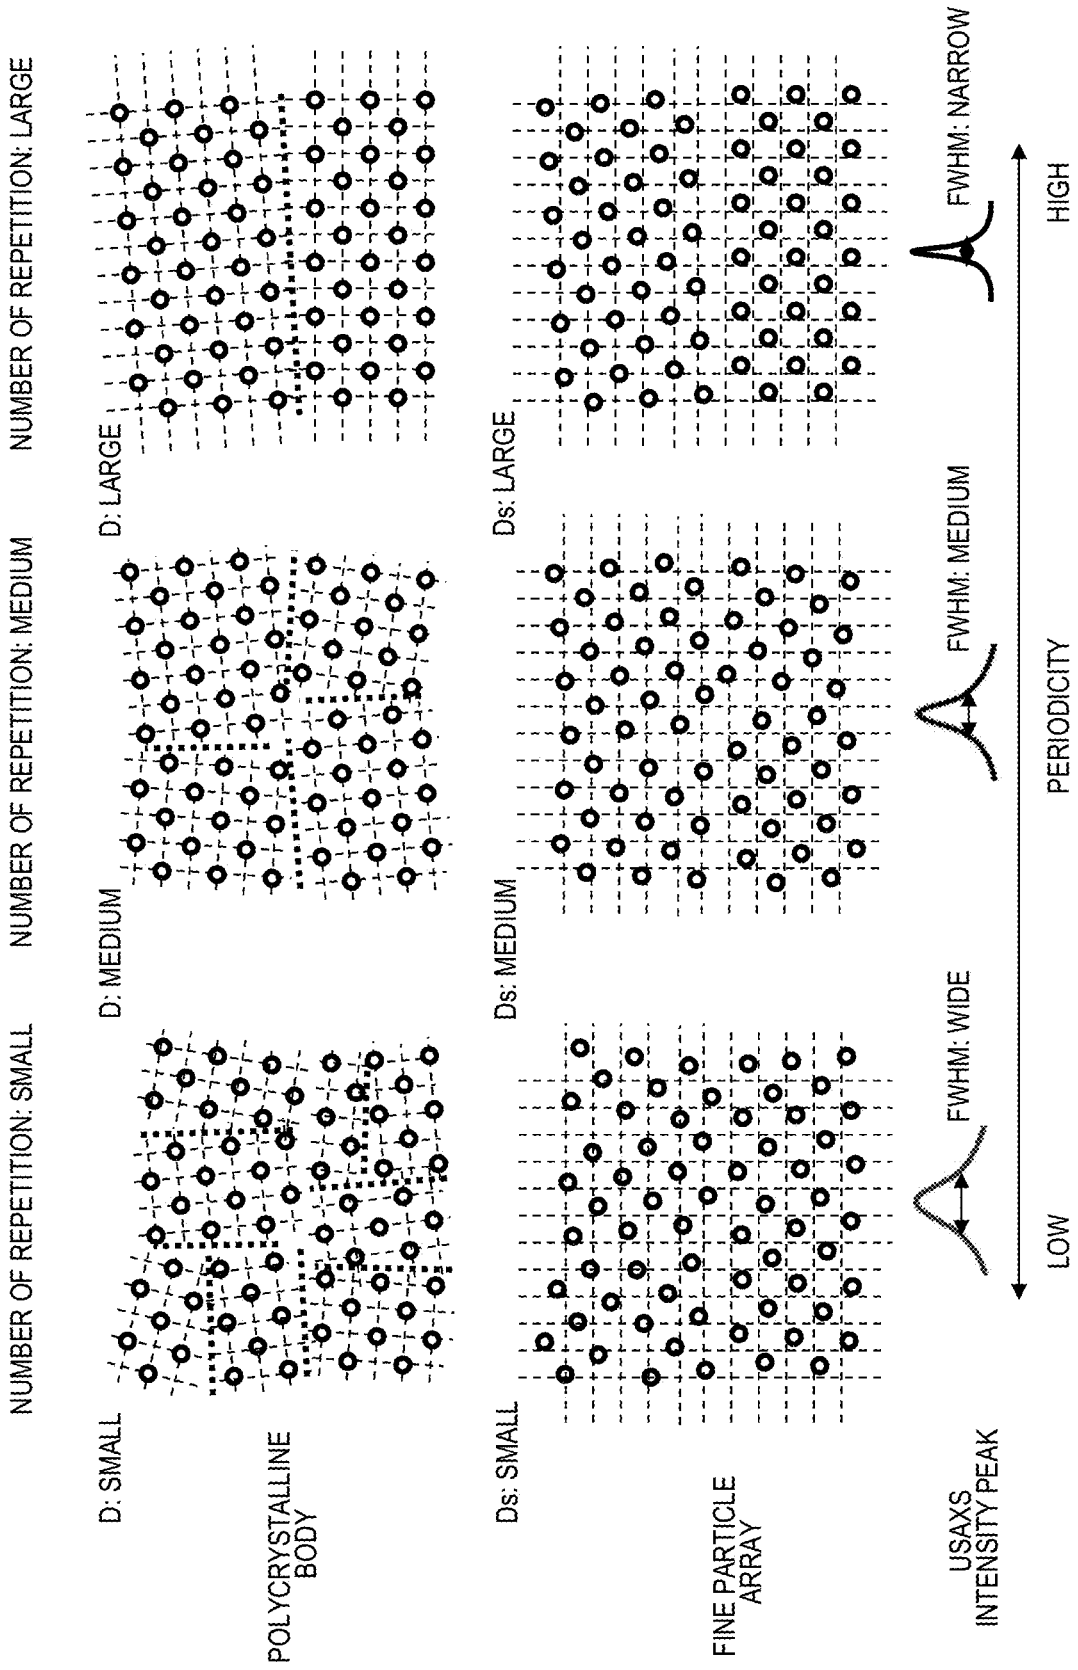 NUMBER OF REPETITION: SMALL
NUMBER OF REPETITION: MEDIUM
NUMBER OF REPETITION: LARGE
D: SMALL
D: MEDIUM
D: LARGE
POLYCRYSTALLINE
BODY
Ds: SMALL
Ds: MEDIUM
Ds: LARGE
FINE PARTICLE
ARRAY
FWHM: WIDE
FWHM: MEDIUM
FWHM: NARROW
USAXS
INTENSITY PEAK
LOW
PERIODICITY
HIGH